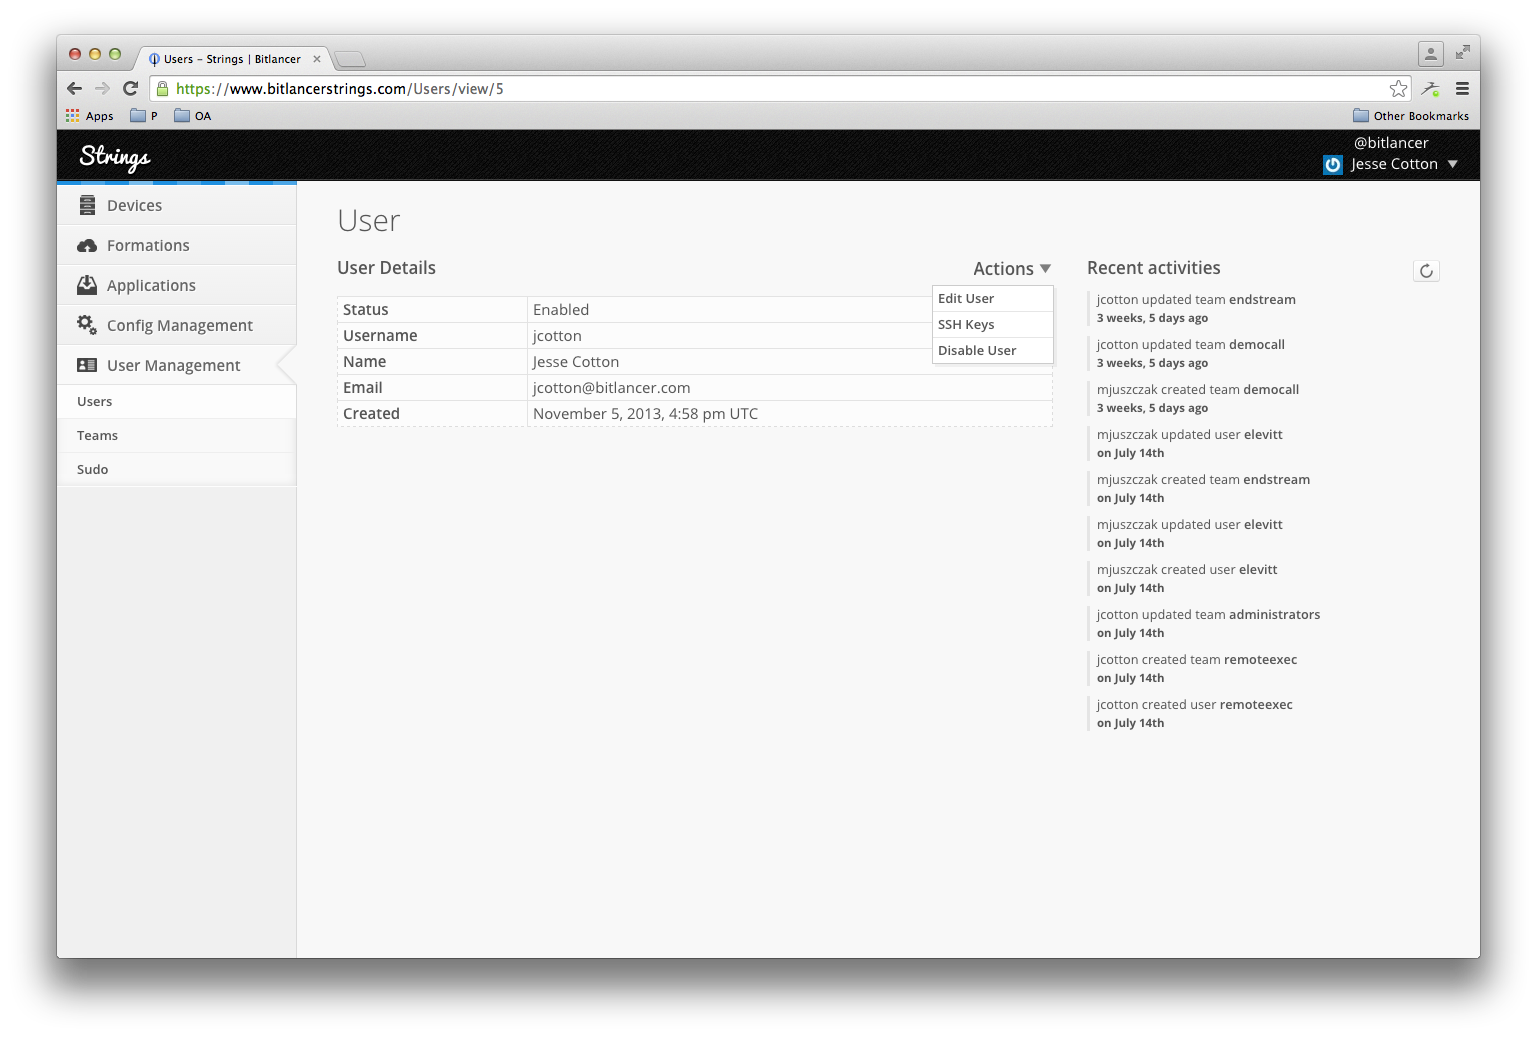 Users – Strings | Bitlancer
https://www.bitlancerstrings.com/Users/view/5
Apps P OA Other Bookmarks
Strings
@bitlancer
Jesse Cotton
Devices
Formations
Applications
Config Management
User Management
Users
Teams
Sudo
User
User Details
Actions
Edit User
SSH Keys
Disable User
Status Enabled
Username jcotton
Name Jesse Cotton
Email jcotton@bitlancer.com
Created November 5, 2013, 4:58 pm UTC
Recent activities
jcotton updated team endstream
3 weeks, 5 days ago
jcotton updated team democall
3 weeks, 5 days ago
mjuszczak created team democall
3 weeks, 5 days ago
mjuszczak updated user elevitt
on July 14th
mjuszczak created team endstream
on July 14th
mjuszczak updated user elevitt
on July 14th
mjuszczak created user elevitt
on July 14th
jcotton updated team administrators
on July 14th
jcotton created team remoteexec
on July 14th
jcotton created user remoteexec
on July 14th